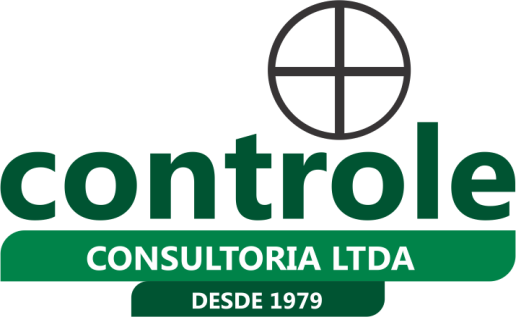 controle
CONSULTORIA LTDA
DESDE 1979